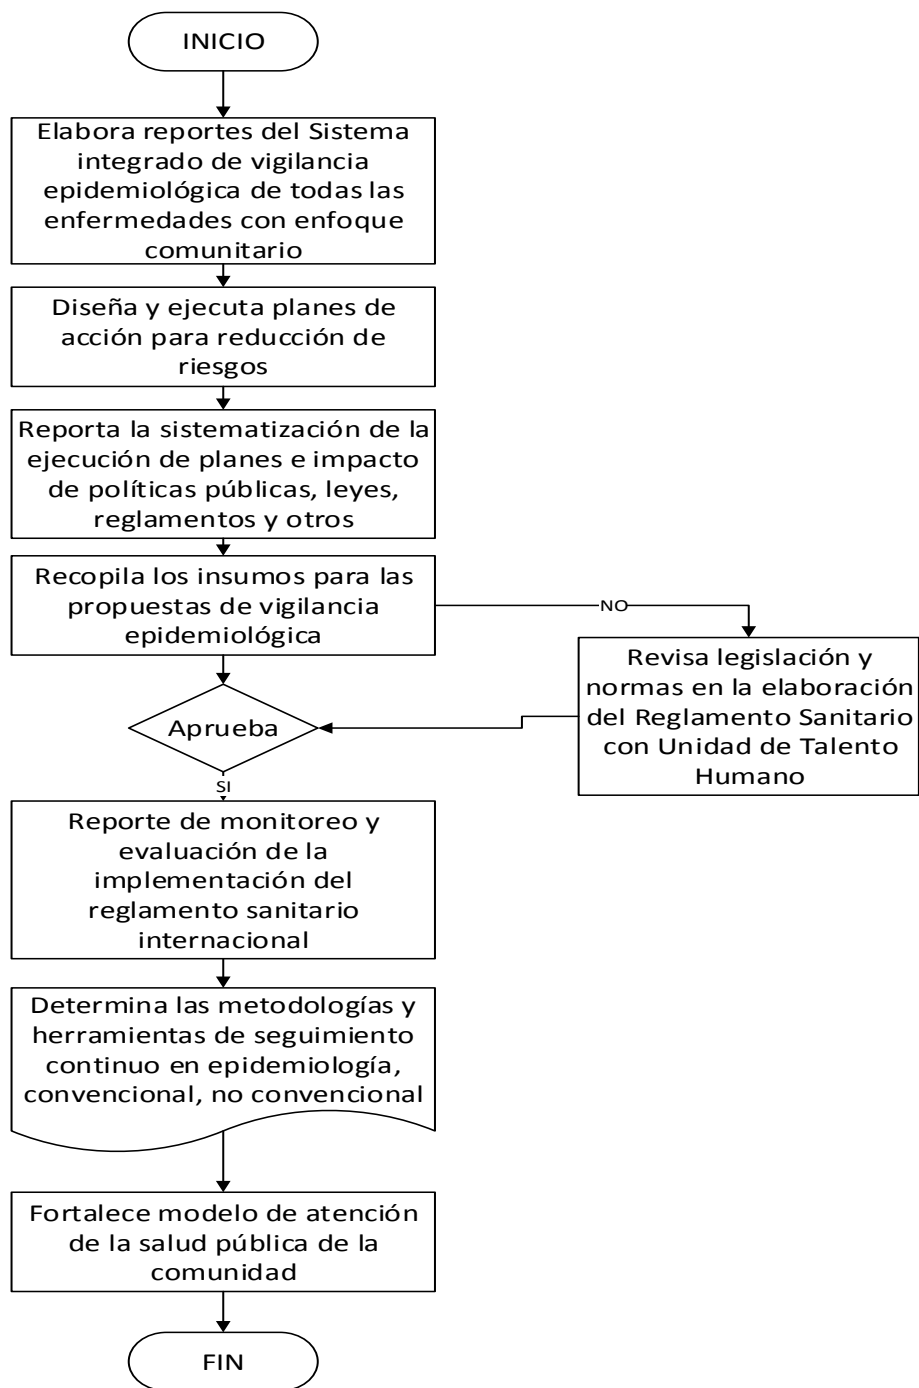 INICIO
Elabora reportes del Sistema
integrado de vigilancia
epidemiológica de todas las
enfermedades con enfoque
comunitario
Diseña y ejecuta planes de
acción para reducción de
riesgos
Reporta la sistematización de la
ejecución de planes e impacto
de políticas públicas, leyes,
reglamentos y otros
Recopila los insumos para las
propuestas de vigilancia
epidemiológica
NO
Revisa legislación y
normas en la elaboración
del Reglamento Sanitario
con Unidad de Talento
Humano
Aprueba
SI
Reporte de monitoreo y
evaluación de la
implementación del
reglamento sanitario
internacional
Determina las metodologías y
herramientas de seguimiento
continuo en epidemiología,
convencional, no convencional
Fortalece modelo de atención
de la salud pública de la
comunidad
FIN